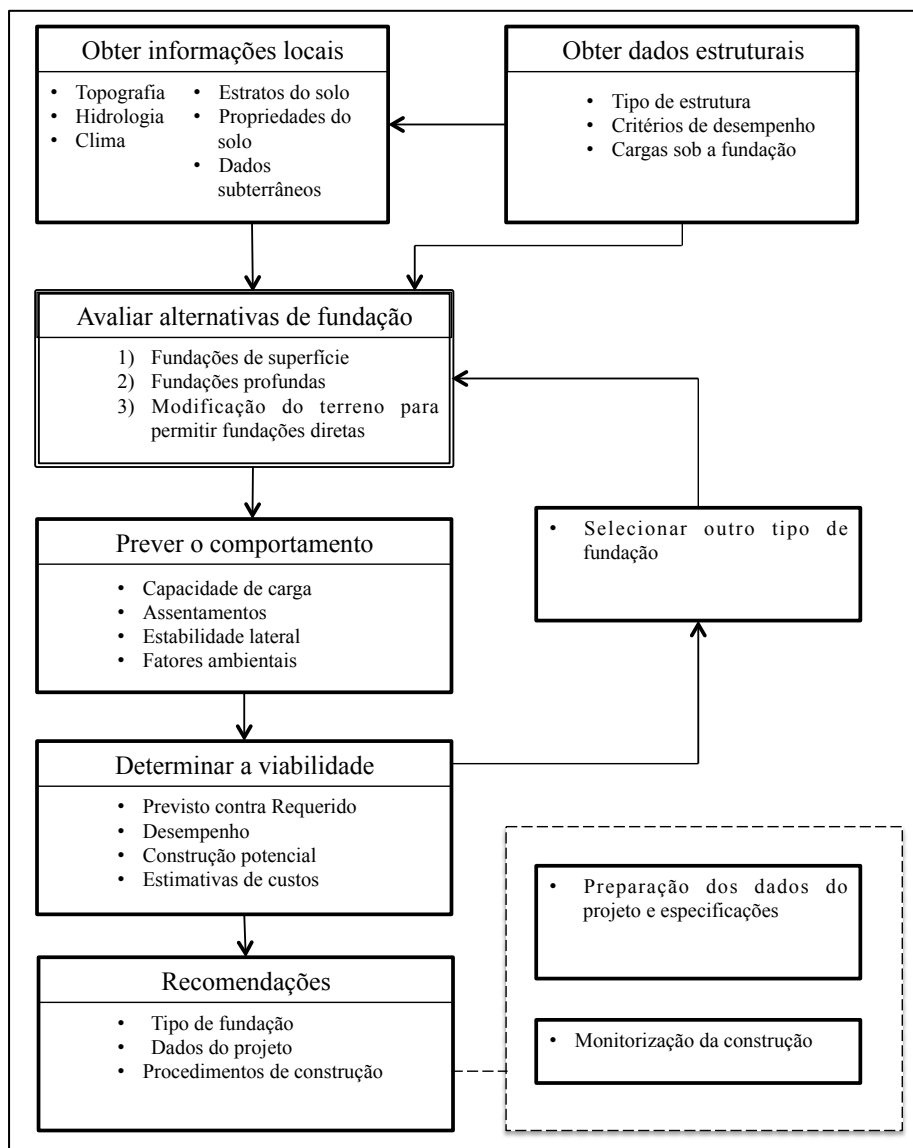 Obter informações locais
• Topografia
• Hidrologia
• Clima
• Estratos do solo
• Propriedades do
solo
• Dados
subterrâneos
Obter dados estruturais
• Tipo de estrutura
• Critérios de desempenho
• Cargas sob a fundação
Avaliar alternativas de fundação
1) Fundações de superfície
2) Fundações profundas
3) Modificação do terreno para
permitir fundações diretas
Prever o comportamento
• Capacidade de carga
• Assentamentos
• Estabilidade lateral
• Fatores ambientais
• Selecionar outro tipo de
fundação
Determinar a viabilidade
• Previsto contra Requerido
• Desempenho
• Construção potencial
• Estimativas de custos
Recomendações
• Tipo de fundação
• Dados do projeto
• Procedimentos de construção
• Preparação dos dados do
projeto e especificações
• Monitorização da construção